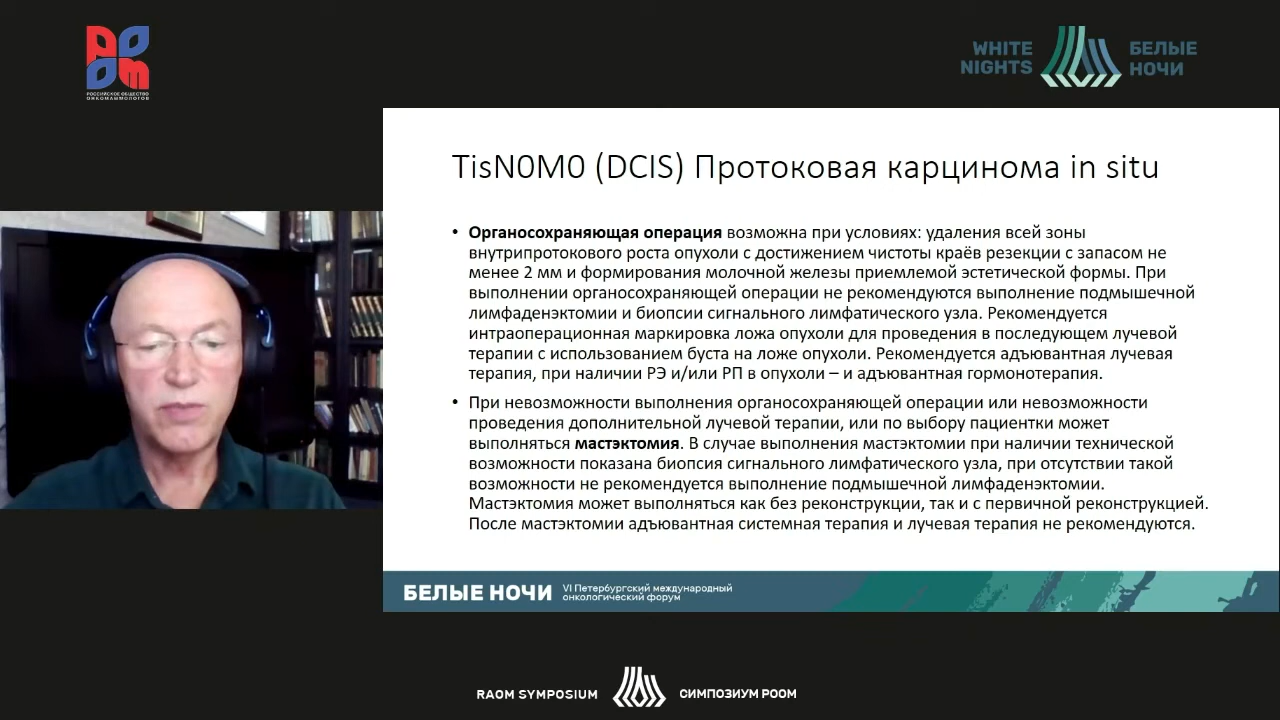 РОССИЙСКОЕ ОБЩЕСТВО
ОНКОМАММОЛОГОВ
WHITE
NIGHTS
БЕЛЫЕ
НОЧИ
TisN0M0 (DCIS) Протоковая карцинома in situ
• Органосохраняющая операция возможна при условиях: удаления всей зоны
внутрипротокового роста опухоли с достижением чистоты краёв резекции с запасом не
менее 2 мм и формирования молочной железы приемлемой эстетической формы. При
выполнении органосохраняющей операции не рекомендуются выполнение подмышечной
лимфаденэктомии и биопсии сигнального лимфатического узла. Рекомендуется
интраоперационная маркировка ложа опухоли для проведения в последующем лучевой
терапии с использованием буста на ложе опухоли. Рекомендуется адъювантная лучевая
терапия, при наличии РЭ и/или РП в опухоли – и адъювантная гормонотерапия.
• При невозможности выполнения органосохраняющей операции или невозможности
проведения дополнительной лучевой терапии, или по выбору пациентки может
выполняться мастэктомия. В случае выполнения мастэктомии при наличии технической
возможности показана биопсия сигнального лимфатического узла, при отсутствии такой
возможности не рекомендуется выполнение подмышечной лимфаденэктомии.
Мастэктомия может выполняться как без реконструкции, так и с первичной реконструкцией.
После мастэктомии адъювантная системная терапия и лучевая терапия не рекомендуются.
БЕЛЫЕ НОЧИ
VI Петербургский международный
онкологический форум
RAOM SYMPOSIUM
СИМПОЗИУМ РООМ